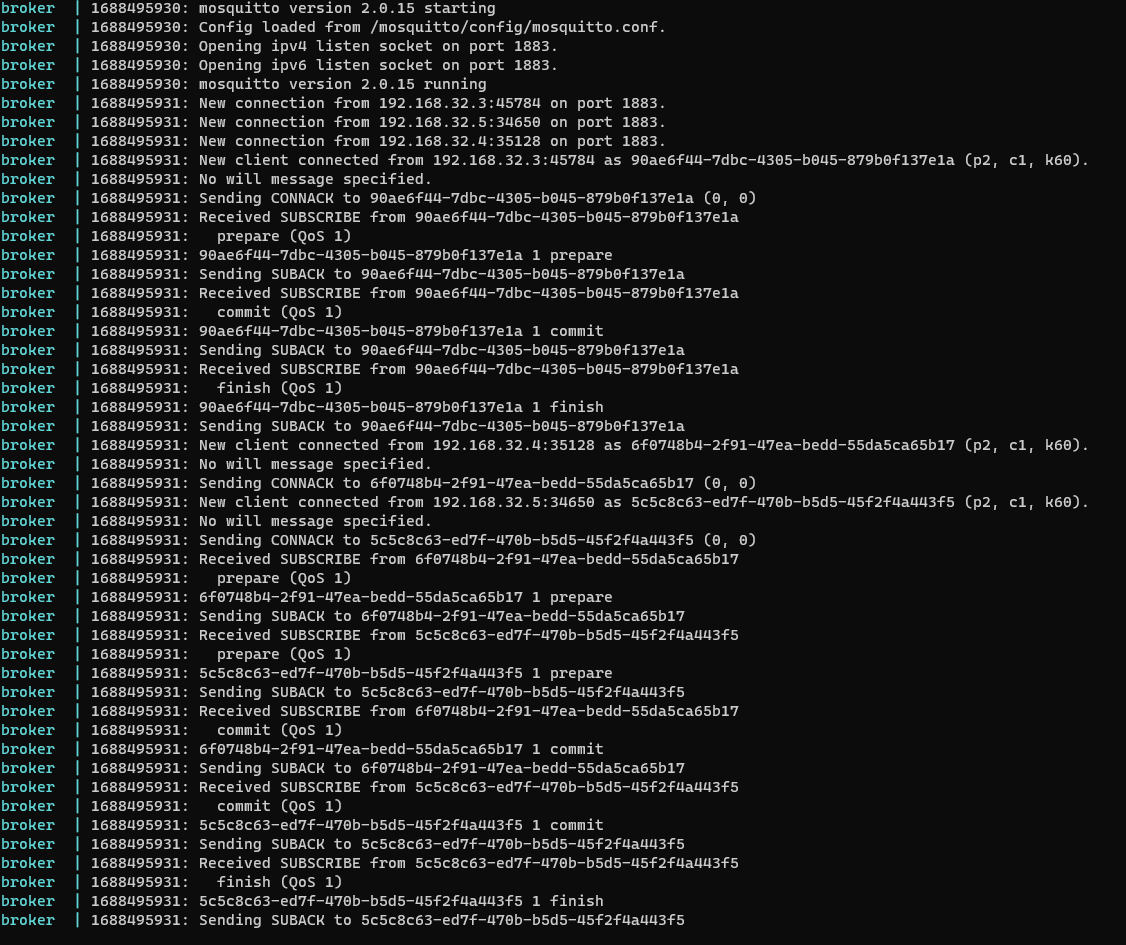 broker  | 1688495930: mosquitto version 2.0.15 starting
broker  | 1688495930: Config loaded from /mosquitto/config/mosquitto.conf.
broker  | 1688495930: Opening ipv4 listen socket on port 1883.
broker  | 1688495930: Opening ipv6 listen socket on port 1883.
broker  | 1688495930: mosquitto version 2.0.15 running
broker  | 1688495931: New connection from 192.168.32.3:45784 on port 1883.
broker  | 1688495931: New connection from 192.168.32.5:34650 on port 1883.
broker  | 1688495931: New connection from 192.168.32.4:35128 on port 1883.
broker  | 1688495931: New client connected from 192.168.32.3:45784 as 90ae6f44-7dbc-4305-b045-879b0f137e1a (p2, c1, k60).
broker  | 1688495931: No will message specified.
broker  | 1688495931: Sending CONNACK to 90ae6f44-7dbc-4305-b045-879b0f137e1a (0, 0)
broker  | 1688495931: Received SUBSCRIBE from 90ae6f44-7dbc-4305-b045-879b0f137e1a
broker  | 1688495931:   prepare (QoS 1)
broker  | 1688495931: 90ae6f44-7dbc-4305-b045-879b0f137e1a 1 prepare
broker  | 1688495931: Sending SUBACK to 90ae6f44-7dbc-4305-b045-879b0f137e1a
broker  | 1688495931: Received SUBSCRIBE from 90ae6f44-7dbc-4305-b045-879b0f137e1a
broker  | 1688495931:   commit (QoS 1)
broker  | 1688495931: 90ae6f44-7dbc-4305-b045-879b0f137e1a 1 commit
broker  | 1688495931: Sending SUBACK to 90ae6f44-7dbc-4305-b045-879b0f137e1a
broker  | 1688495931: Received SUBSCRIBE from 90ae6f44-7dbc-4305-b045-879b0f137e1a
broker  | 1688495931:   finish (QoS 1)
broker  | 1688495931: 90ae6f44-7dbc-4305-b045-879b0f137e1a 1 finish
broker  | 1688495931: Sending SUBACK to 90ae6f44-7dbc-4305-b045-879b0f137e1a
broker  | 1688495931: New client connected from 192.168.32.4:35128 as 6f0748b4-2f91-47ea-bedd-55da5ca65b17 (p2, c1, k60).
broker  | 1688495931: No will message specified.
broker  | 1688495931: Sending CONNACK to 6f0748b4-2f91-47ea-bedd-55da5ca65b17 (0, 0)
broker  | 1688495931: New client connected from 192.168.32.5:34650 as 5c5c8c63-ed7f-470b-b5d5-45f2f4a443f5 (p2, c1, k60).
broker  | 1688495931: No will message specified.
broker  | 1688495931: Sending CONNACK to 5c5c8c63-ed7f-470b-b5d5-45f2f4a443f5 (0, 0)
broker  | 1688495931: Received SUBSCRIBE from 6f0748b4-2f91-47ea-bedd-55da5ca65b17
broker  | 1688495931:   prepare (QoS 1)
broker  | 1688495931: 6f0748b4-2f91-47ea-bedd-55da5ca65b17 1 prepare
broker  | 1688495931: Sending SUBACK to 6f0748b4-2f91-47ea-bedd-55da5ca65b17
broker  | 1688495931: Received SUBSCRIBE from 5c5c8c63-ed7f-470b-b5d5-45f2f4a443f5
broker  | 1688495931:   prepare (QoS 1)
broker  | 1688495931: 5c5c8c63-ed7f-470b-b5d5-45f2f4a443f5 1 prepare
broker  | 1688495931: Sending SUBACK to 5c5c8c63-ed7f-470b-b5d5-45f2f4a443f5
broker  | 1688495931: Received SUBSCRIBE from 6f0748b4-2f91-47ea-bedd-55da5ca65b17
broker  | 1688495931:   commit (QoS 1)
broker  | 1688495931: 6f0748b4-2f91-47ea-bedd-55da5ca65b17 1 commit
broker  | 1688495931: Sending SUBACK to 6f0748b4-2f91-47ea-bedd-55da5ca65b17
broker  | 1688495931: Received SUBSCRIBE from 5c5c8c63-ed7f-470b-b5d5-45f2f4a443f5
broker  | 1688495931:   commit (QoS 1)
broker  | 1688495931: 5c5c8c63-ed7f-470b-b5d5-45f2f4a443f5 1 commit
broker  | 1688495931: Sending SUBACK to 5c5c8c63-ed7f-470b-b5d5-45f2f4a443f5
broker  | 1688495931: Received SUBSCRIBE from 5c5c8c63-ed7f-470b-b5d5-45f2f4a443f5
broker  | 1688495931:   finish (QoS 1)
broker  | 1688495931: 5c5c8c63-ed7f-470b-b5d5-45f2f4a443f5 1 finish
broker  | 1688495931: Sending SUBACK to 5c5c8c63-ed7f-470b-b5d5-45f2f4a443f5